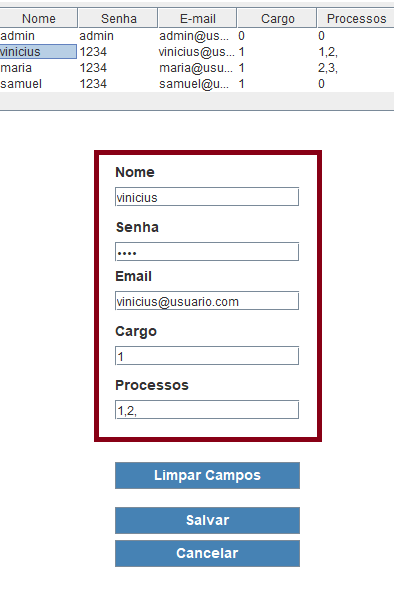 Nome Senha E-mail Cargo Processos
admin admin admin@us... 0 0
vinicius 1234 vinicius@us... 1 1,2,
maria 1234 maria@usu... 1 2,3,
samuel 1234 samuel@u... 1 0
Nome
vinicius
Senha
••••
Email
vinicius@usuario.com
Cargo
1
Processos
1,2,
Limpar Campos
Salvar
Cancelar